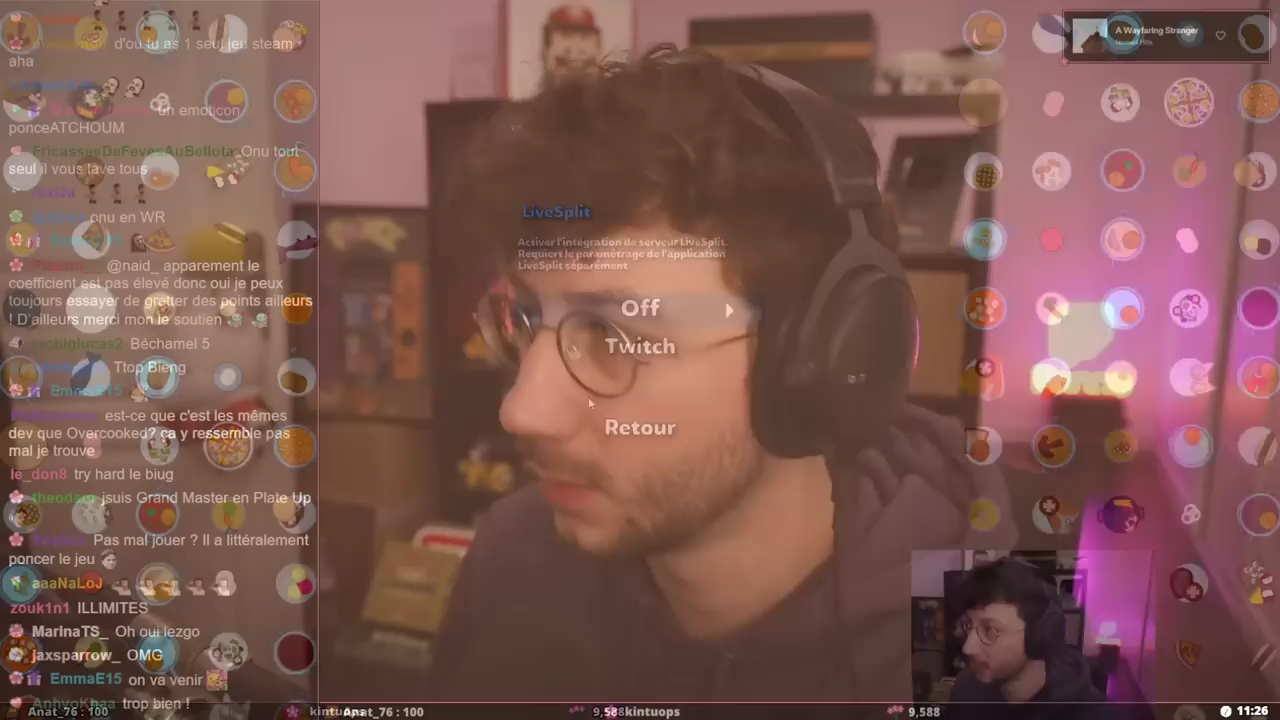 d'ou tu as 1 seul jeu steam
aha
un emoticon
ponceATCHOUM
FricasseeDeFevesAuBellota: Onu tout
seul il vous lave tous
onu en WR
@naid_ apparement le
coefficient est pas élevé donc oui je peux
toujours essayer de gratter des points ailleurs
! D'ailleurs merci mon le soutien
Béchamel 5
Ttop Bieng
EmmaE15
est-ce que c'est les mêmes
dev que Overcooked? ça y ressemble pas
mal je trouve
le_don8 try hard le biug
jsuis Grand Master en Plate Up
Pas mal jouer ? Il a littéralement
poncer le jeu
aaaNaLoJ
zouk1n1 ILLIMITES
MarinaTS_ Oh oui lezgo
jaxsparrow_ OMG
EmmaE15 on va venir
AnhyoKhaa trop bien !
LiveSplit
Activer l'intégration de serveur LiveSplit.
Requiert le paramétrage de l'application
LiveSplit séparément
Off
Twitch
Retour
A Wayfaring Stranger
Anat_76 : 100
kintuops
Anat_76 : 100
9,588
kintuops
9,588
11:26